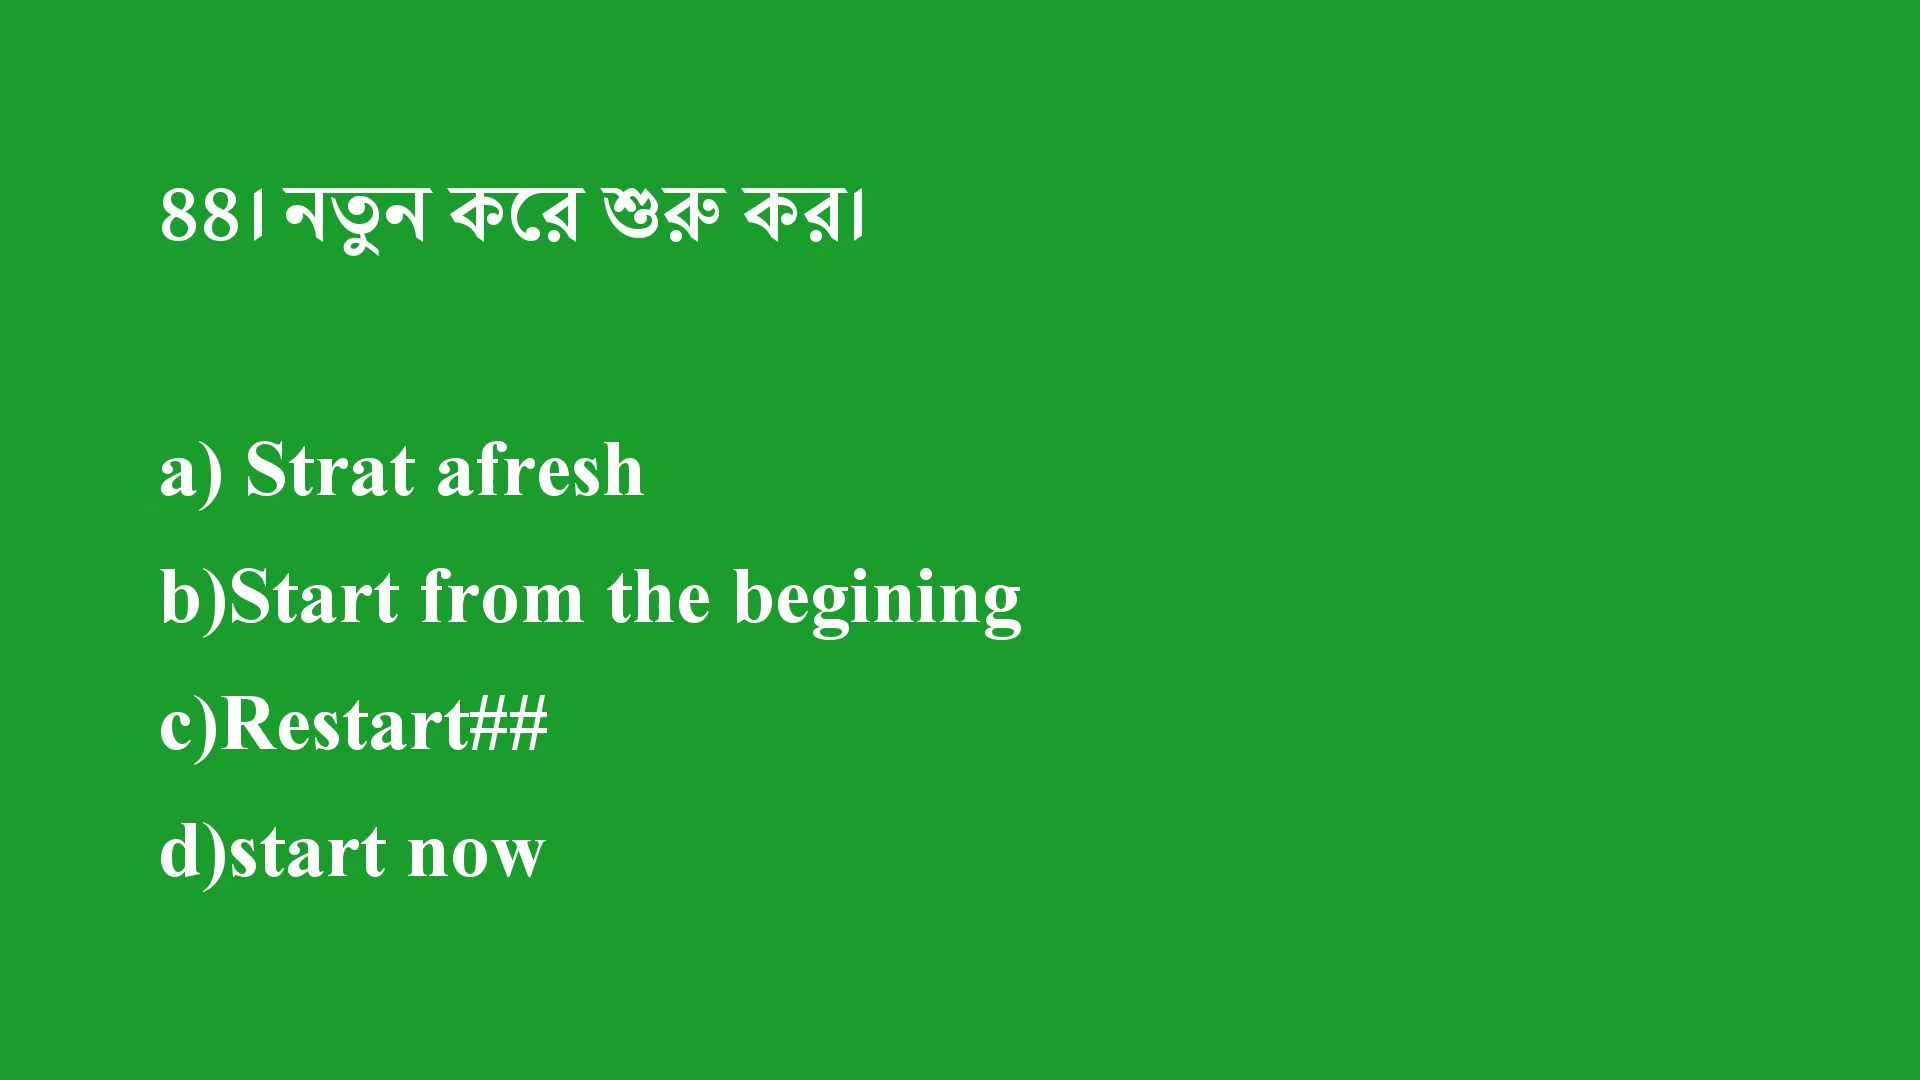 ৪৪। নতুন করে শুরু কর।
a) Strat afresh
b)Start from the begining
c)Restart##
d)start now